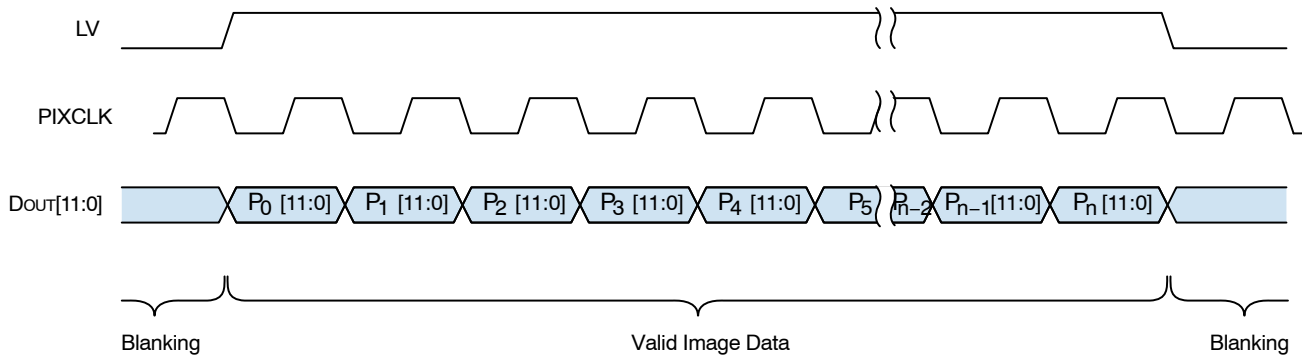 LV
PIXCLK
DOUT[11:0]
P0 [11:0]
P1 [11:0]
P2 [11:0]
P3 [11:0]
P4 [11:0]
P5
Pn−2
Pn−1[11:0]
Pn [11:0]
Blanking
Valid Image Data
Blanking